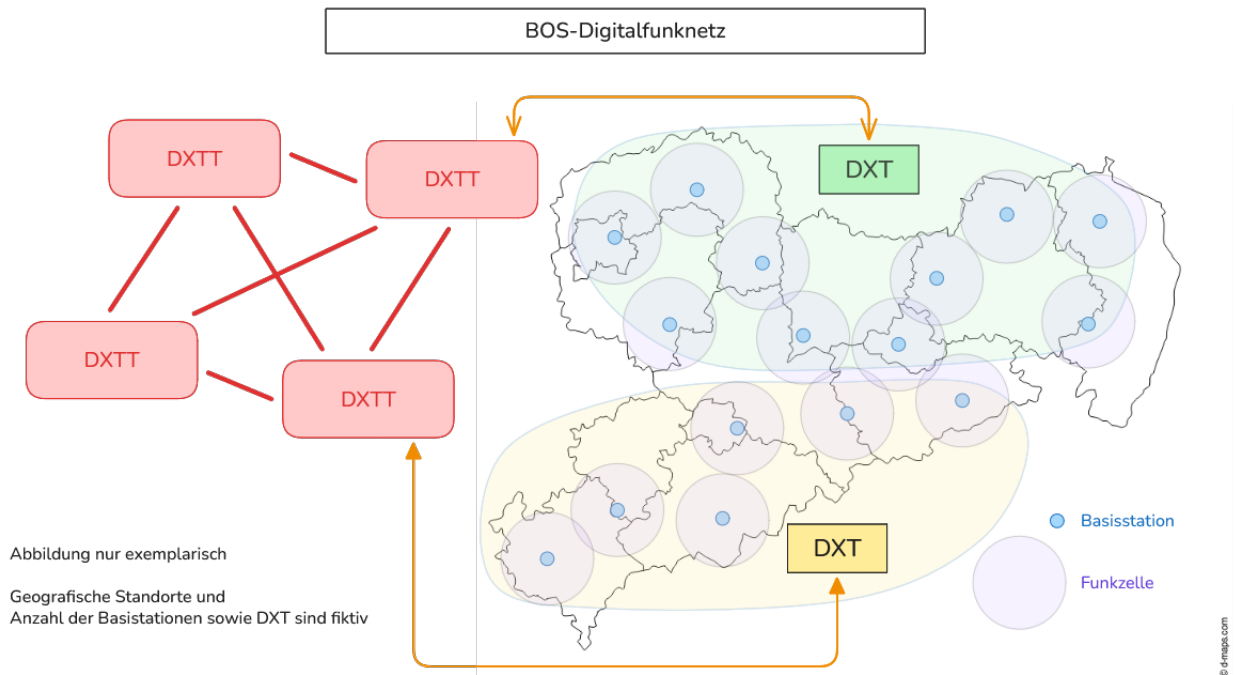 BOS-Digitalfunknetz
DXTT
DXTT
DXT
DXTT
DXTT
DXT
Basisstation
Funkzelle
Abbildung nur exemplarisch
Geografische Standorte und
Anzahl der Basistationen sowie DXT sind fiktiv
© d-maps.com